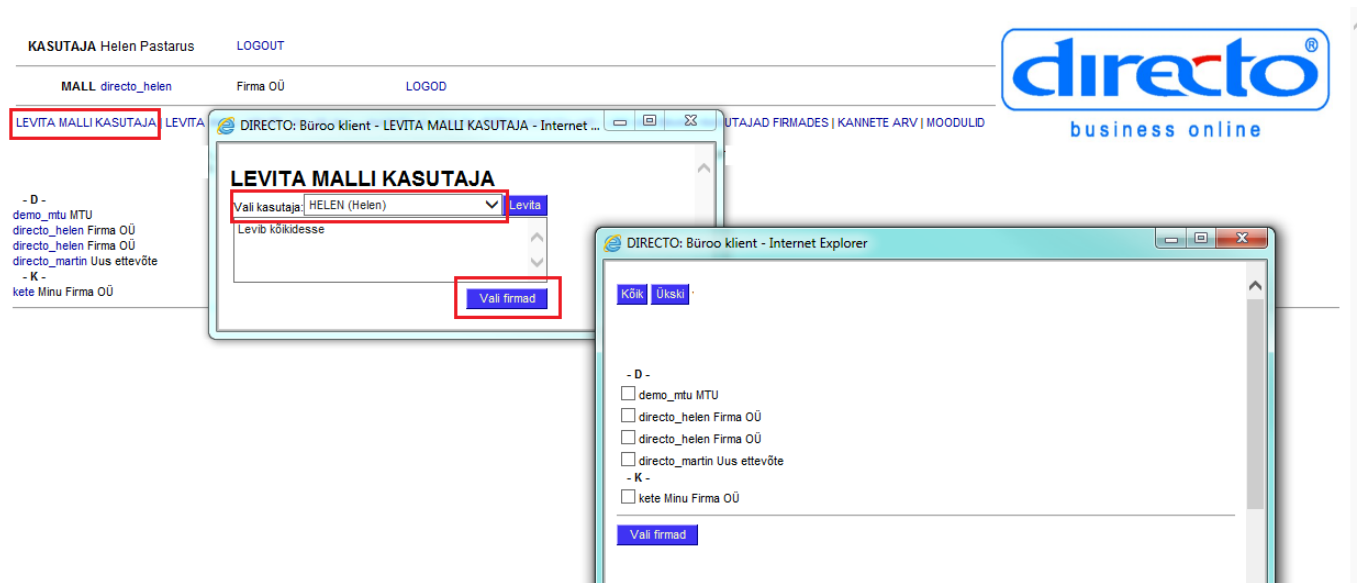 KASUTAJA Helen Pastarus LOGOUT
MALL directo_helen Firma OÜ LOGOD
directo®
business online
LEVITA MALLI KASUTAJA | LEVITA
UTAJAD FIRMADES | KANNETE ARV | MOODULID
- D -
demo_mtu MTU
directo_helen Firma OÜ
directo_helen Firma OÜ
directo_martin Uus ettevõte
- K -
kete Minu Firma OÜ
DIRECTO: Büroo klient - LEVITA MALLI KASUTAJA - Internet ...
LEVITA MALLI KASUTAJA
Vali kasutaja: HELEN (Helen) Levita
Levib kõikidesse
Vali firmad
DIRECTO: Büroo klient - Internet Explorer
Kõik Ükski
- D -
demo_mtu MTU
directo_helen Firma OÜ
directo_helen Firma OÜ
directo_martin Uus ettevõte
- K -
kete Minu Firma OÜ
Vali firmad